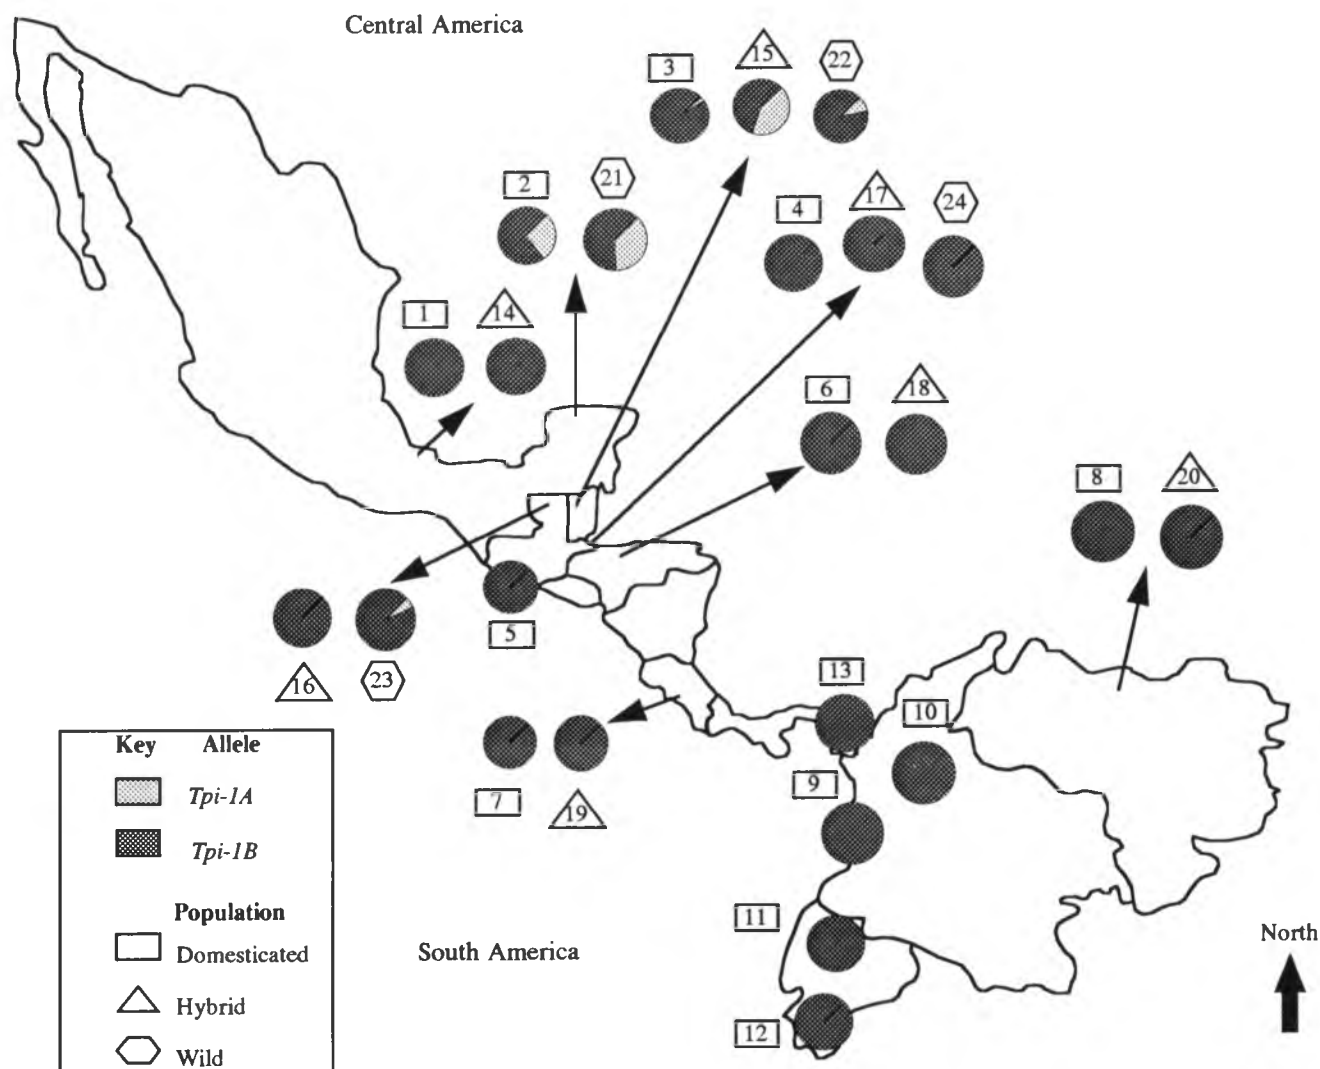 Central America
3 15 22
2 21
4 17 24
1 14
6 18
8 20
5
16 23
13
10
7 19
9
11
12
Key Allele
Tpi-1A
Tpi-1B
Population
Domesticated
Hybrid
Wild
South America
North